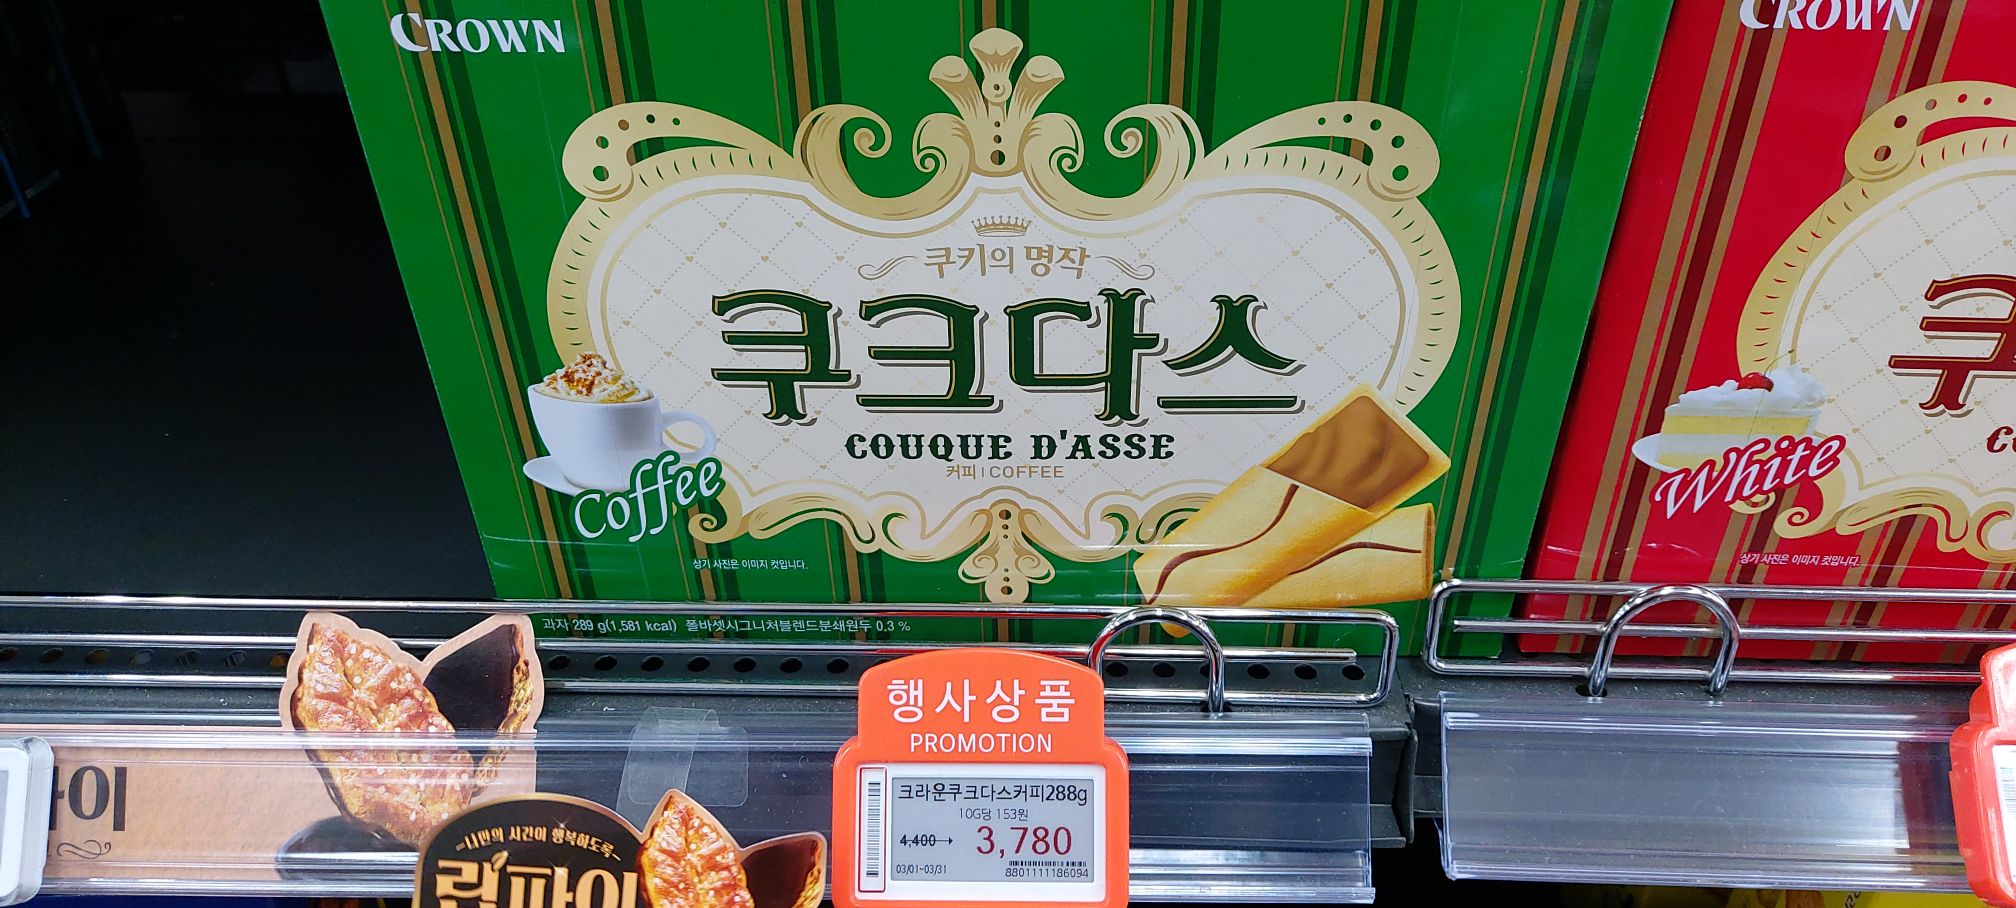 CROWN
쿠키의 명작
쿠크다스
COUQUE D'ASSE
커피 | COFFEE
Coffee
상기 사진은 이미지 컷입니다.
과자 289 g(1,581 kcal) 폴바셋시그니처블렌드분쇄원두 0.3 %
CROWN
White
상기 사진은 이미지 컷입니다.
행사상품
PROMOTION
크라운쿠크다스커피288g
10G당 153원
4,400→ 3,780
03/01~03/31
8801111186094
나만의 시간이 행복하도록
린파이